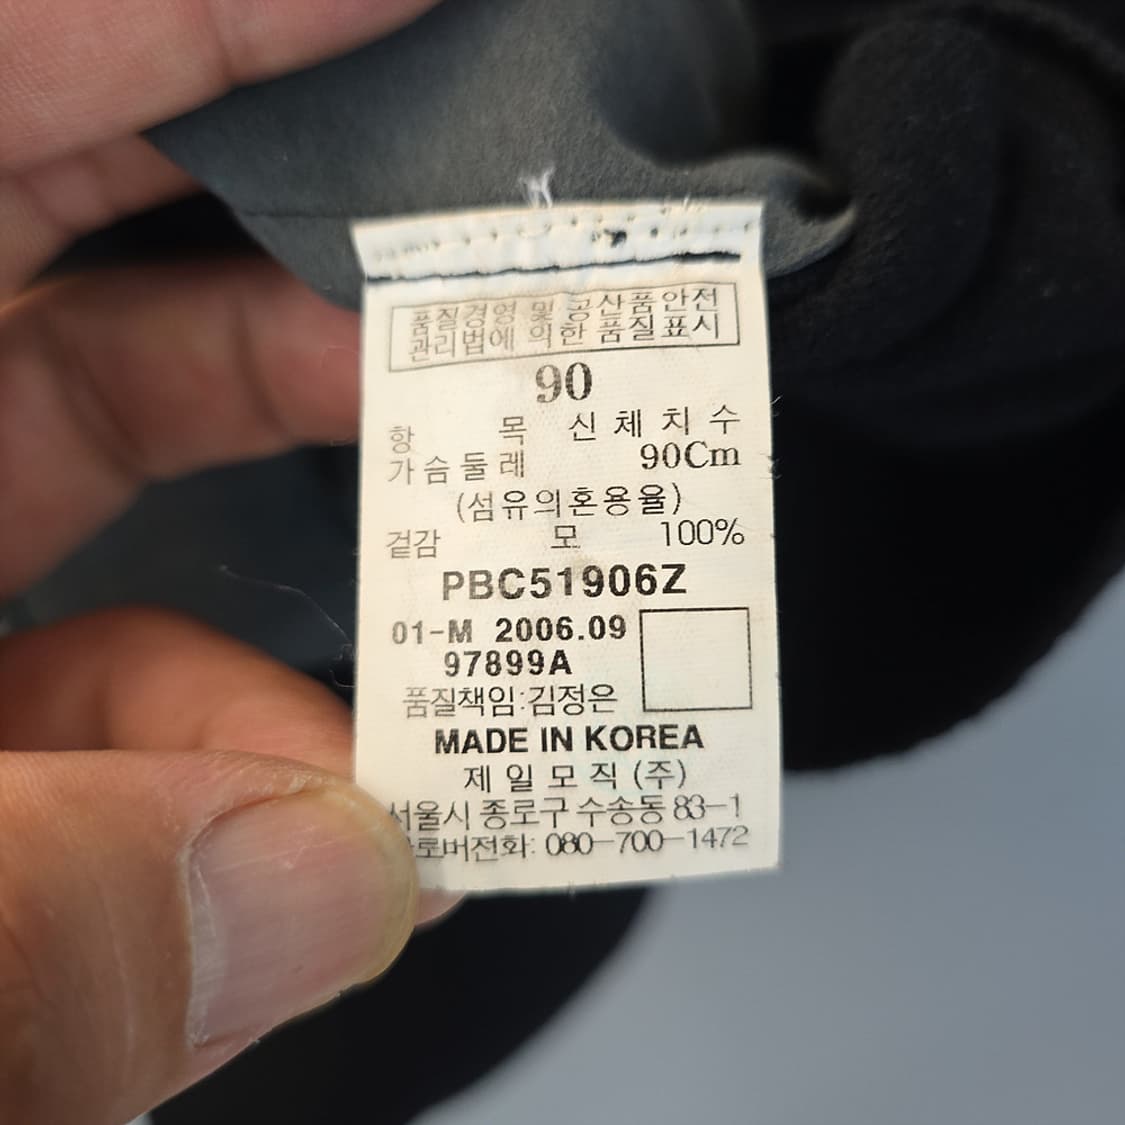 품질경영 및 공산품안전
관리법에 의한 품질표시
90
항 목 신체치수
가슴둘레 90Cm
(섬유의혼용율)
겉감 모 100%
PBC51906Z
01-M 2006.09
97899A
품질책임:김정은
MADE IN KOREA
제일모직(주)
서울시 종로구 수송동 83-1
로버전화: 080-700-1472